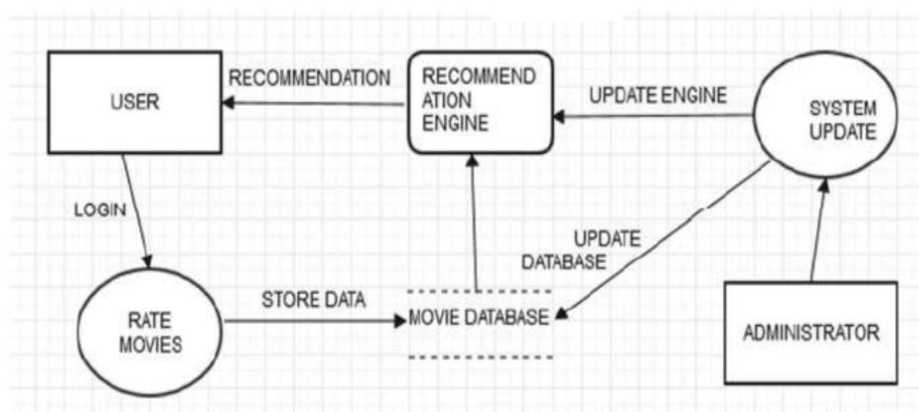 USER
RECOMMENDATION
RECOMMEND
ATION
ENGINE
UPDATE ENGINE
SYSTEM
UPDATE
LOGIN
UPDATE
DATABASE
RATE
MOVIES
STORE DATA
MOVIE DATABASE
ADMINISTRATOR